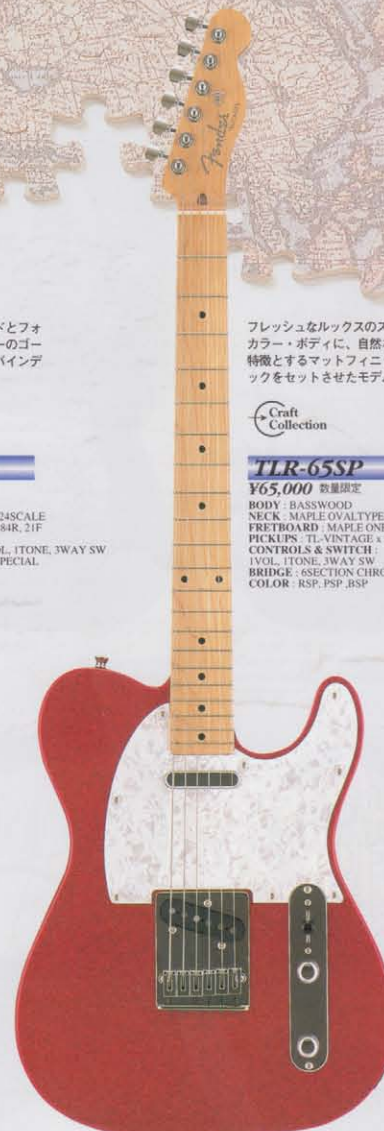 Fender
ドとフォ
ーのゴー
バインデ
24SCALE
84R, 21F
L, 1TONE, 3WAY SW
PECIAL
フレッシュなルックスのス
カラー・ボディに、自然な
特徴とするマットフィニ
ックをセットさせたモデ
Craft
Collection
TLR-65SP
¥65,000 数量限定
BODY : BASSWOOD
NECK : MAPLE OVALTYPE
FRETBOARD : MAPLE ONE
PICKUPS : TL-VINTAGE x
CONTROLS & SWITCH :
1VOL, 1TONE, 3WAY SW
BRIDGE : 6SECTION CHRO
COLOR : RSP, PSP ,BSP